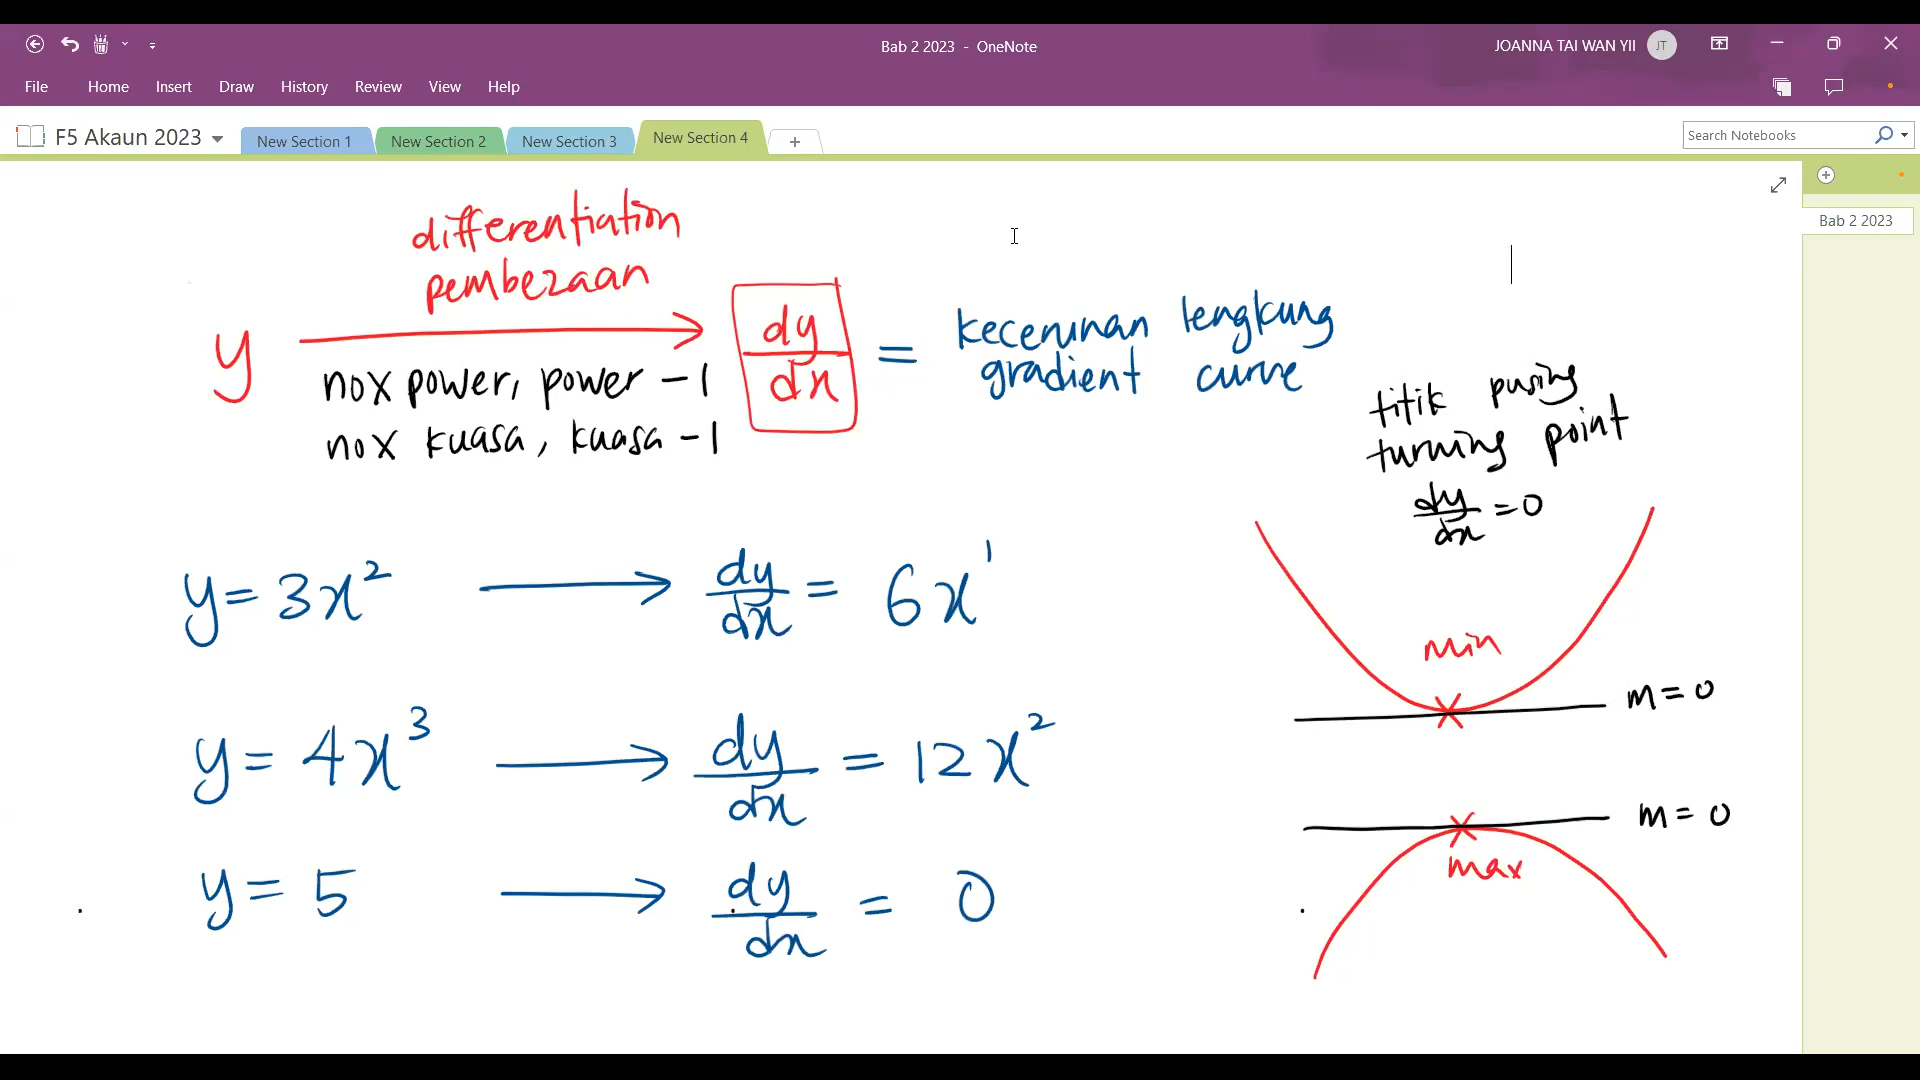 Bab 2 2023 - OneNote
JOANNA TAI WAN YII
JT
File Home Insert Draw History Review View Help
F5 Akaun 2023
New Section 1
New Section 2
New Section 3
New Section 4
+
Search Notebooks
Bab 2 2023
differentiation
pembezaan
y
dy/dx
=
kecerunan lengkung
gradient curve
no x power, power -1
no x kuasa, kuasa -1
titik pusing
turning point
dy/dx = 0
y = 3x² → dy/dx = 6x¹
min
m = 0
y = 4x³ → dy/dx = 12x²
m = 0
max
y = 5 → dy/dx = 0